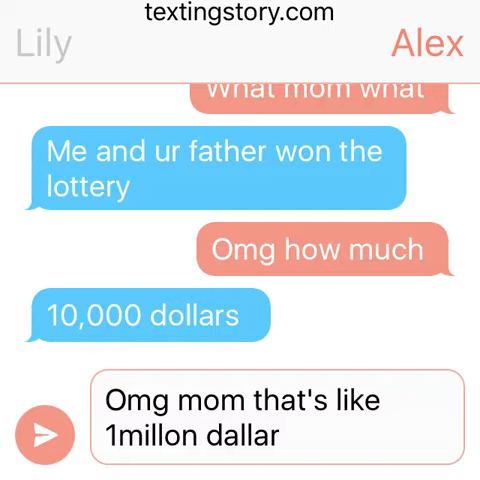 textingstory.com
Lily
Alex
What mom what
Me and ur father won the
lottery
Omg how much
10,000 dollars
Omg mom that's like
1millon dallar